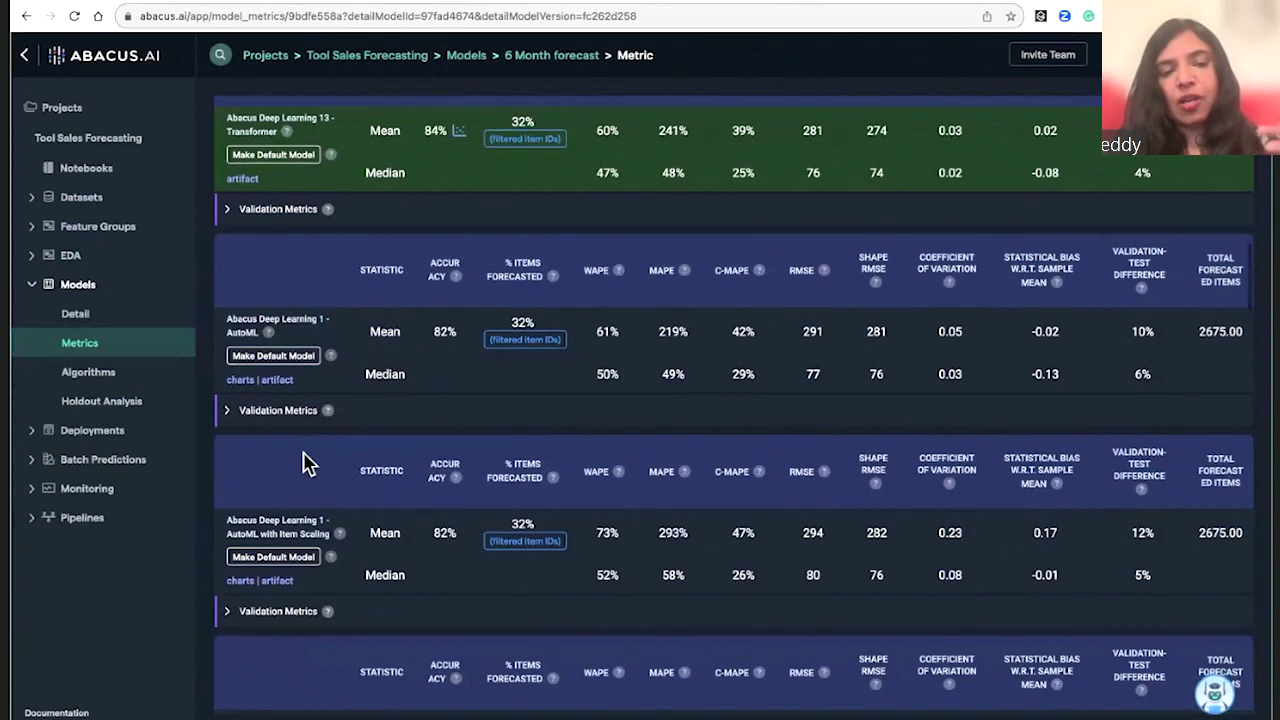 abacus.ai/app/model_metrics/9bdfe558a?detailModelId=97fad4674&detailModelVersion=fc262d258
ABACUS.AI
Projects > Tool Sales Forecasting > Models > 6 Month forecast > Metric
Invite Team
eddy
Projects
Tool Sales Forecasting
Notebooks
Datasets
Feature Groups
EDA
Models
Detail
Metrics
Algorithms
Holdout Analysis
Deployments
Batch Predictions
Monitoring
Pipelines
Documentation
Abacus Deep Learning 13 -
Transformer ?
Make Default Model ?
artifact
Mean 84% 32% 60% 241% 39% 281 274 0.03 0.02
(filtered item IDs)
Median 47% 48% 25% 76 74 0.02 -0.08 4%
Validation Metrics ?
STATISTIC ACCUR ACY ? % ITEMS FORECASTED ? WAPE ? MAPE ? C-MAPE ? RMSE ? SHAPE RMSE ? COEFFICIENT OF VARIATION ? STATISTICAL BIAS W.R.T. SAMPLE MEAN ? VALIDATION- TEST DIFFERENCE ? TOTAL FORECAST ED ITEMS
Abacus Deep Learning 1 -
AutoML ?
Make Default Model ?
charts | artifact
Mean 82% 32% 61% 219% 42% 291 281 0.05 -0.02 10% 2675.00
(filtered item IDs)
Median 50% 49% 29% 77 76 0.03 -0.13 6%
Validation Metrics ?
STATISTIC ACCUR ACY ? % ITEMS FORECASTED ? WAPE ? MAPE ? C-MAPE ? RMSE ? SHAPE RMSE ? COEFFICIENT OF VARIATION ? STATISTICAL BIAS W.R.T. SAMPLE MEAN ? VALIDATION- TEST DIFFERENCE ? TOTAL FORECAST ED ITEMS
Abacus Deep Learning 1 -
AutoML with Item Scaling ?
Make Default Model ?
charts | artifact
Mean 82% 32% 73% 293% 47% 294 282 0.23 0.17 12% 2675.00
(filtered item IDs)
Median 52% 58% 26% 80 76 0.08 -0.01 5%
Validation Metrics ?
STATISTIC ACCUR ACY ? % ITEMS FORECASTED ? WAPE ? MAPE ? C-MAPE ? RMSE ? SHAPE RMSE ? COEFFICIENT OF VARIATION ? STATISTICAL BIAS W.R.T. SAMPLE MEAN ? VALIDATION- TEST DIFFERENCE ? TOTAL FORECAST ED ITEMS